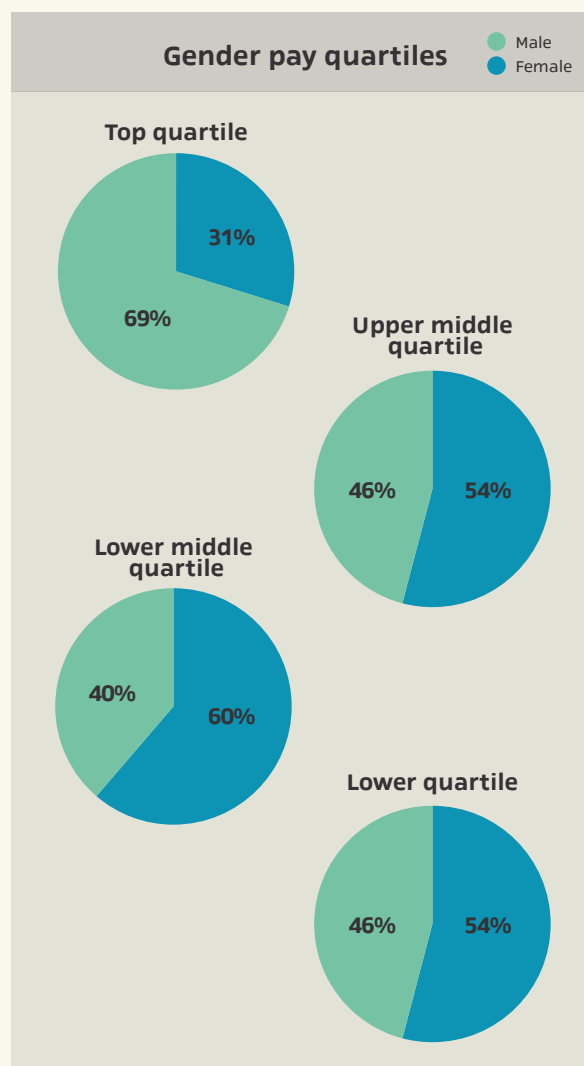 Gender pay quartiles
Male
Female
Top quartile
31%
69%
Upper middle
quartile
46%
54%
Lower middle
quartile
40%
60%
Lower quartile
46%
54%